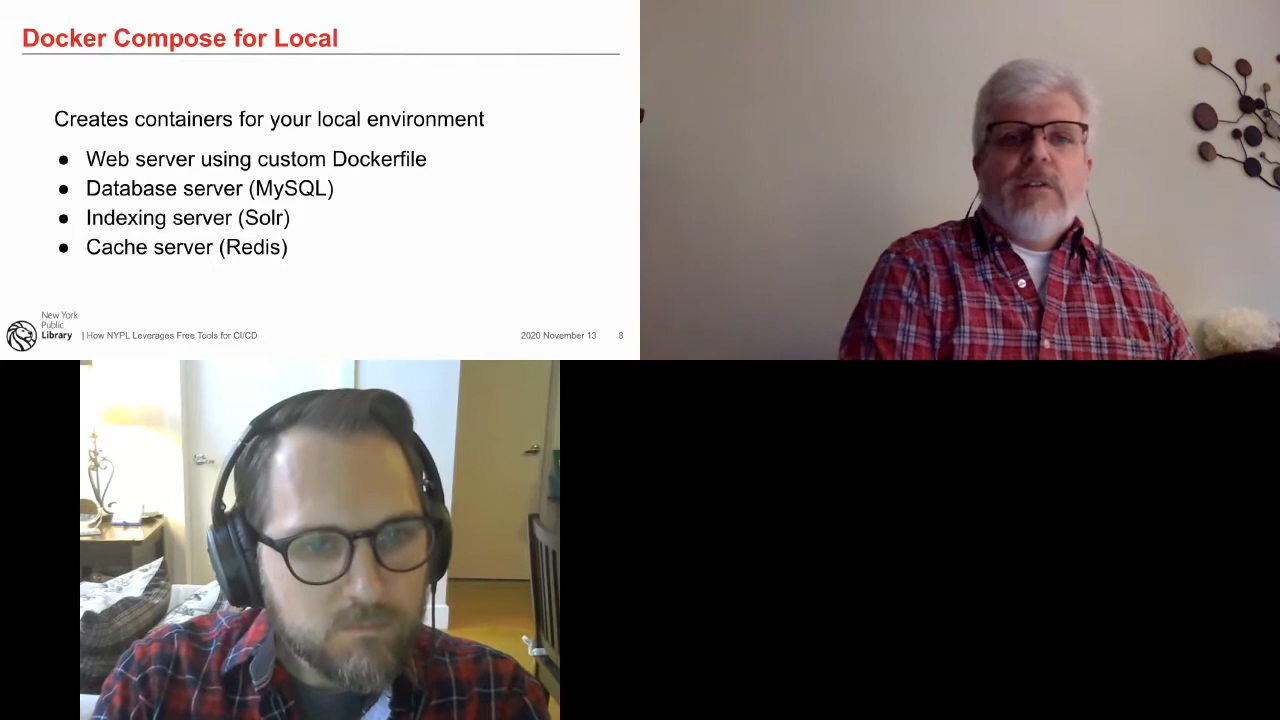 Docker Compose for Local
Creates containers for your local environment
● Web server using custom Dockerfile
● Database server (MySQL)
● Indexing server (Solr)
● Cache server (Redis)
New York
Public
Library | How NYPL Leverages Free Tools for CI/CD 2020 November 13 8